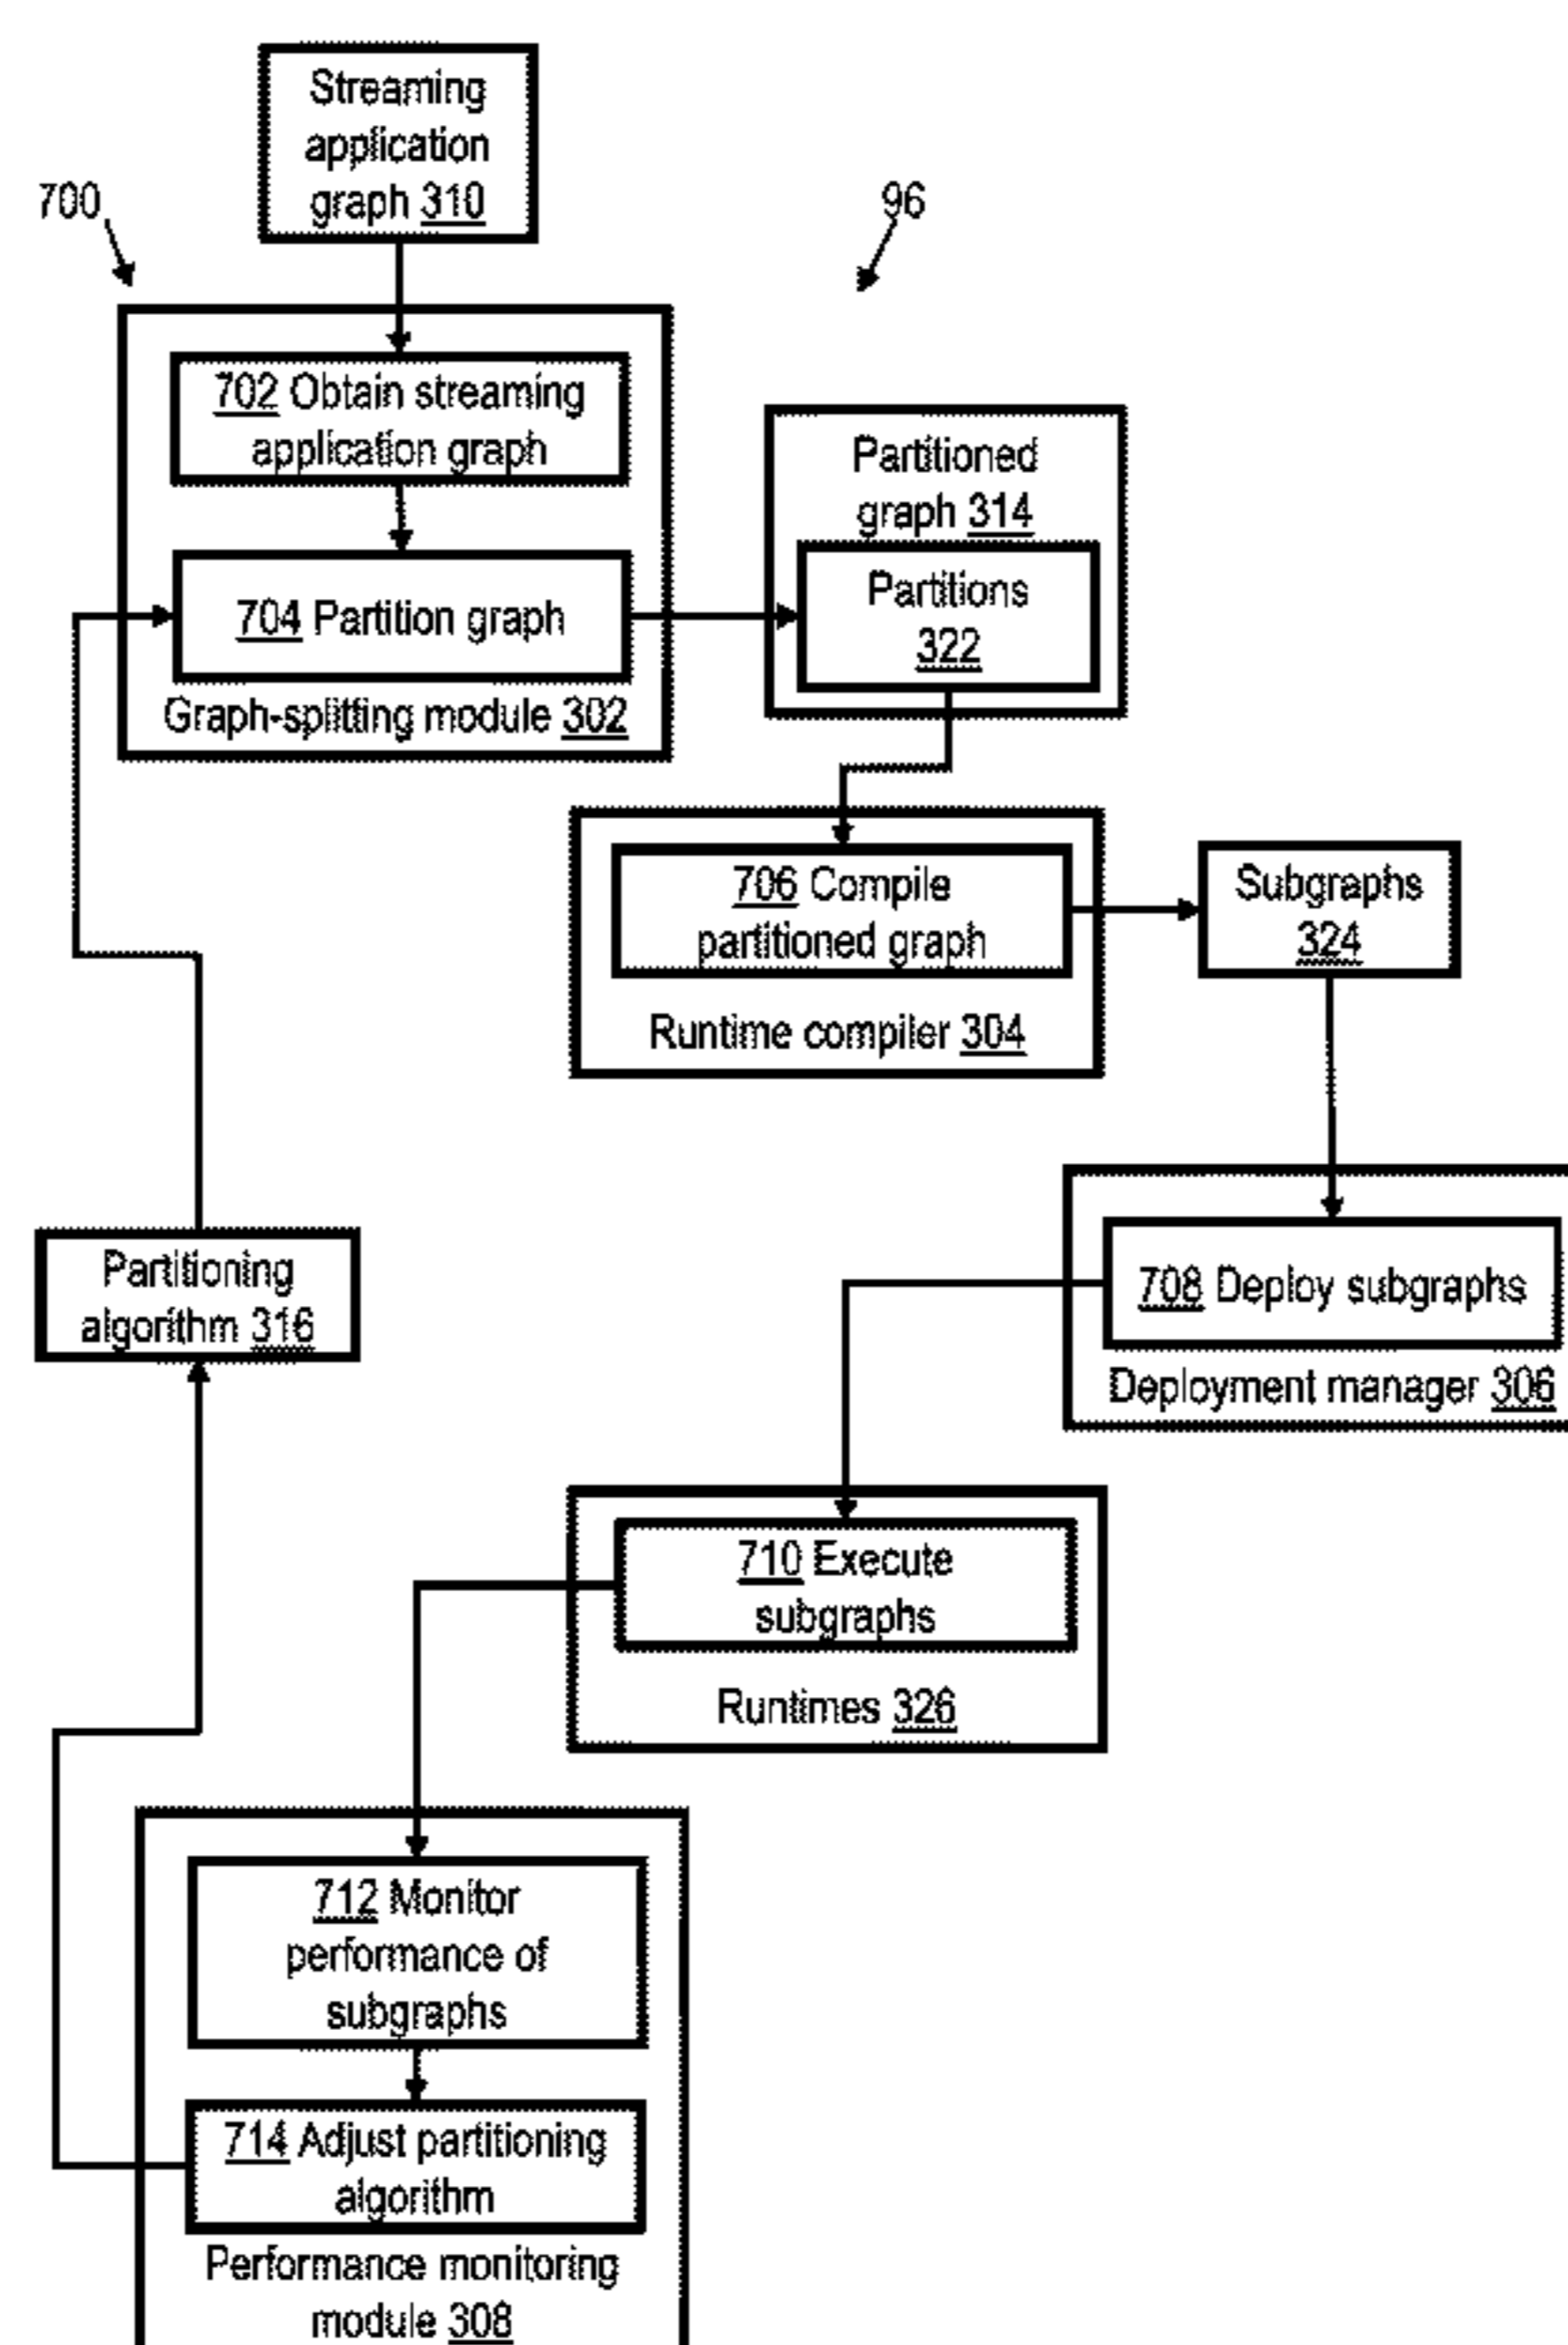 Streaming
application
graph 310
700
96
702 Obtain streaming
application graph
Partitioned
graph 314
Partitions
322
704 Partition graph
Graph-splitting module 302
706 Compile
partitioned graph
Subgraphs
324
Runtime compiler 304
Partitioning
algorithm 316
708 Deploy subgraphs
Deployment manager 306
710 Execute
subgraphs
Runtimes 326
712 Monitor
performance of
subgraphs
714 Adjust partitioning
algorithm
Performance monitoring
module 308